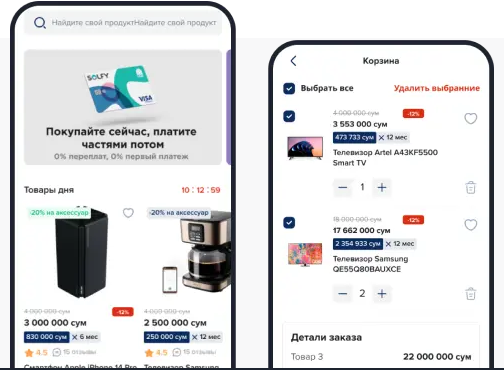 Найдите свой продуктНайдите свой продукт
SOLFY
VISA
Покупайте сейчас, платите
частями потом
0% переплат, 0% первый платеж
Товары дня
10 : 12 : 59
-20% на аксессуар
-20% на аксессуар
4 000 000 сум
-12%
3 000 000 сум
830 000 сум × 6 мес
4.5
15 отзывы
Смартфон Apple iPhone 14 Pro
4 000 000 сум
2 500 000 сум
250 000 сум × 12 мес
4.5
15 отзывы
Телевизор Samsung
Корзина
Выбрать все
Удалить выбранние
4 000 000 сум
-12%
3 553 000 сум
473 733 сум × 12 мес
Телевизор Artel A43KF5500
Smart TV
1
18 000 000 сум
-12%
17 662 000 сум
2 354 933 сум × 12 мес
Телевизор Samsung
QE55Q80BAUXCE
2
Детали заказа
Товар 3
22 000 000 сум